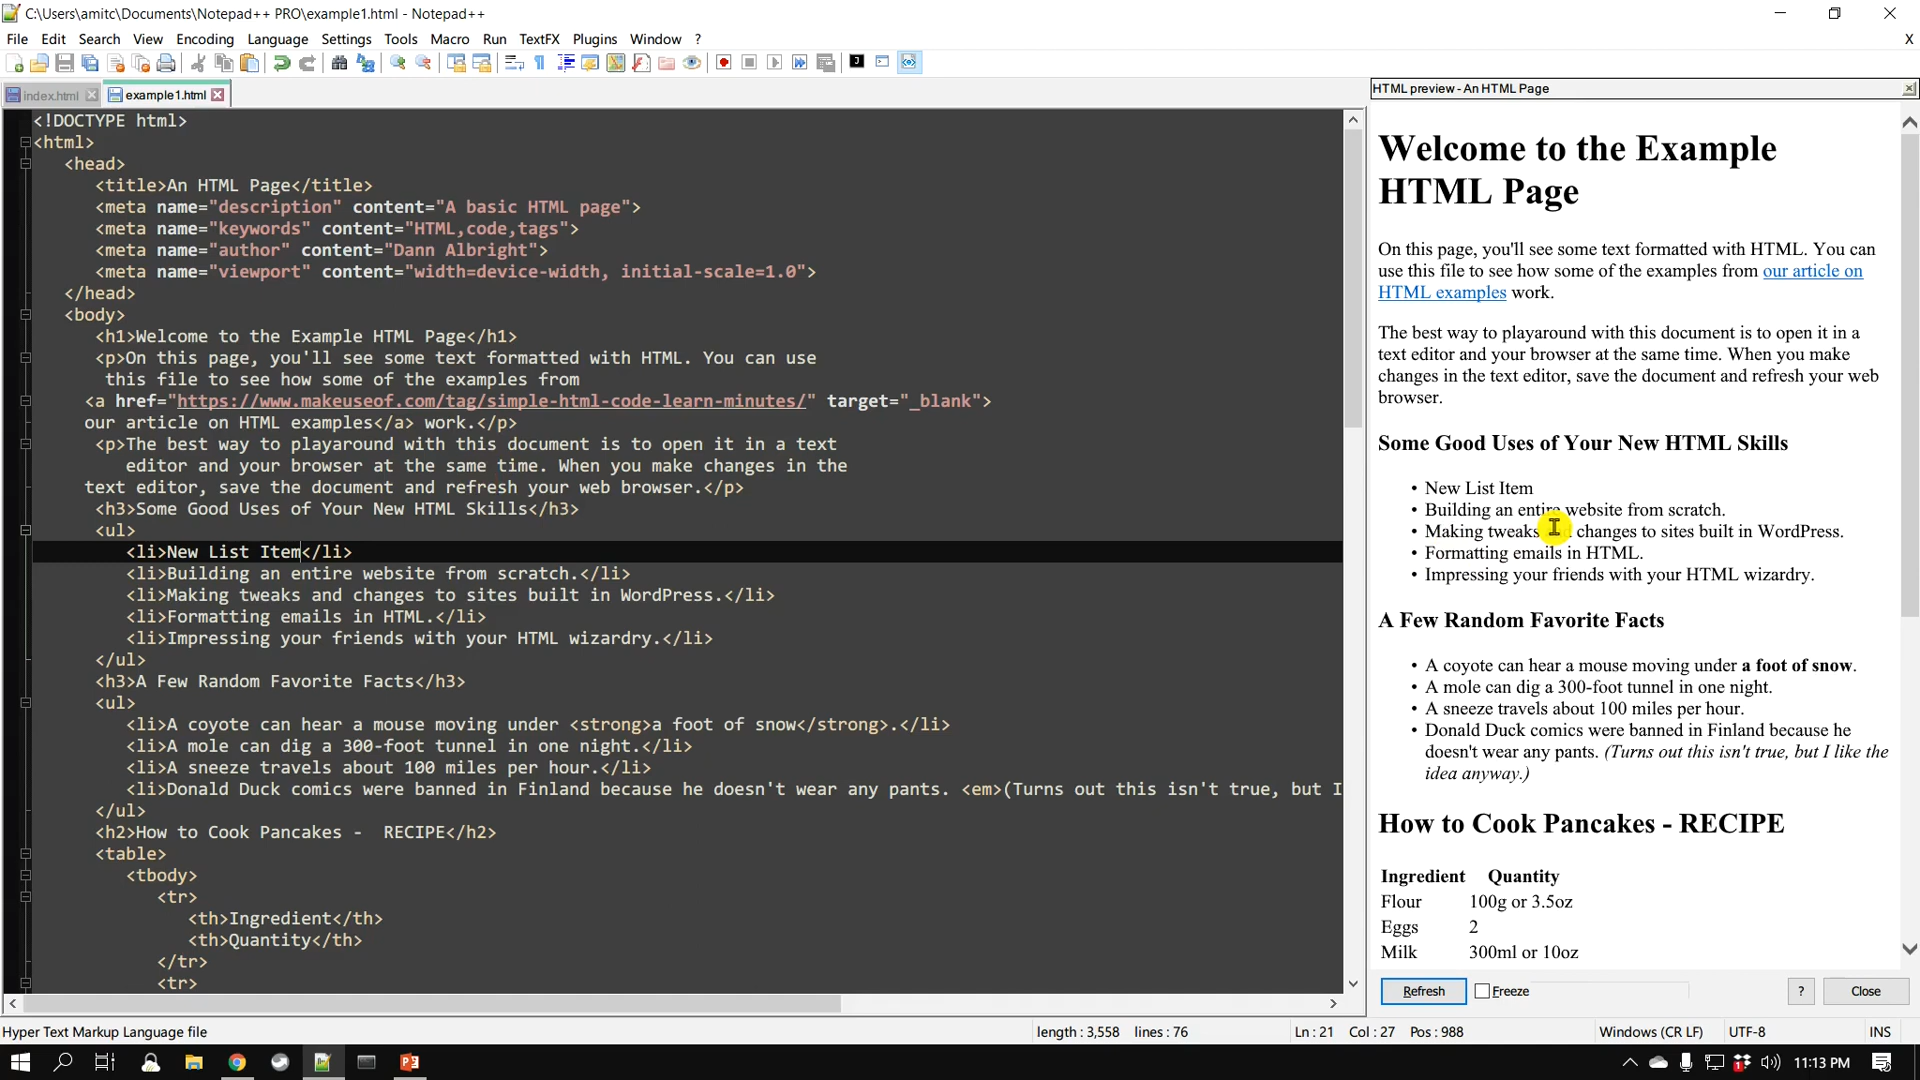 C:\Users\amitc\Documents\Notepad++ PRO\example1.html - Notepad++
File Edit Search View Encoding Language Settings Tools Macro Run TextFX Plugins Window ? X
index.html example1.html
<!DOCTYPE html>
<html>
<head>
<title>An HTML Page</title>
<meta name="description" content="A basic HTML page">
<meta name="keywords" content="HTML,code,tags">
<meta name="author" content="Dann Albright">
<meta name="viewport" content="width=device-width, initial-scale=1.0">
</head>
<body>
<h1>Welcome to the Example HTML Page</h1>
<p>On this page, you'll see some text formatted with HTML. You can use
this file to see how some of the examples from
<a href="https://www.makeuseof.com/tag/simple-html-code-learn-minutes/" target="_blank">
our article on HTML examples</a> work.</p>
<p>The best way to playaround with this document is to open it in a text
editor and your browser at the same time. When you make changes in the
text editor, save the document and refresh your web browser.</p>
<h3>Some Good Uses of Your New HTML Skills</h3>
<ul>
<li>New List Item</li>
<li>Building an entire website from scratch.</li>
<li>Making tweaks and changes to sites built in WordPress.</li>
<li>Formatting emails in HTML.</li>
<li>Impressing your friends with your HTML wizardry.</li>
</ul>
<h3>A Few Random Favorite Facts</h3>
<ul>
<li>A coyote can hear a mouse moving under <strong>a foot of snow</strong>.</li>
<li>A mole can dig a 300-foot tunnel in one night.</li>
<li>A sneeze travels about 100 miles per hour.</li>
<li>Donald Duck comics were banned in Finland because he doesn't wear any pants. <em>(Turns out this isn't true, but I
</ul>
<h2>How to Cook Pancakes -  RECIPE</h2>
<table>
<tbody>
<tr>
<th>Ingredient</th>
<th>Quantity</th>
</tr>
<tr>
HTML preview - An HTML Page
Welcome to the Example
HTML Page
On this page, you'll see some text formatted with HTML. You can
use this file to see how some of the examples from our article on
HTML examples work.
The best way to playaround with this document is to open it in a
text editor and your browser at the same time. When you make
changes in the text editor, save the document and refresh your web
browser.
Some Good Uses of Your New HTML Skills
• New List Item
• Building an entire website from scratch.
• Making tweaks and changes to sites built in WordPress.
• Formatting emails in HTML.
• Impressing your friends with your HTML wizardry.
A Few Random Favorite Facts
• A coyote can hear a mouse moving under a foot of snow.
• A mole can dig a 300-foot tunnel in one night.
• A sneeze travels about 100 miles per hour.
• Donald Duck comics were banned in Finland because he
doesn't wear any pants. (Turns out this isn't true, but I like the
idea anyway.)
How to Cook Pancakes - RECIPE
Ingredient Quantity
Flour 100g or 3.5oz
Eggs 2
Milk 300ml or 10oz
Refresh Freeze ? Close
Hyper Text Markup Language file length : 3,558 lines : 76 Ln : 21 Col : 27 Pos : 988 Windows (CR LF) UTF-8 INS
11:13 PM